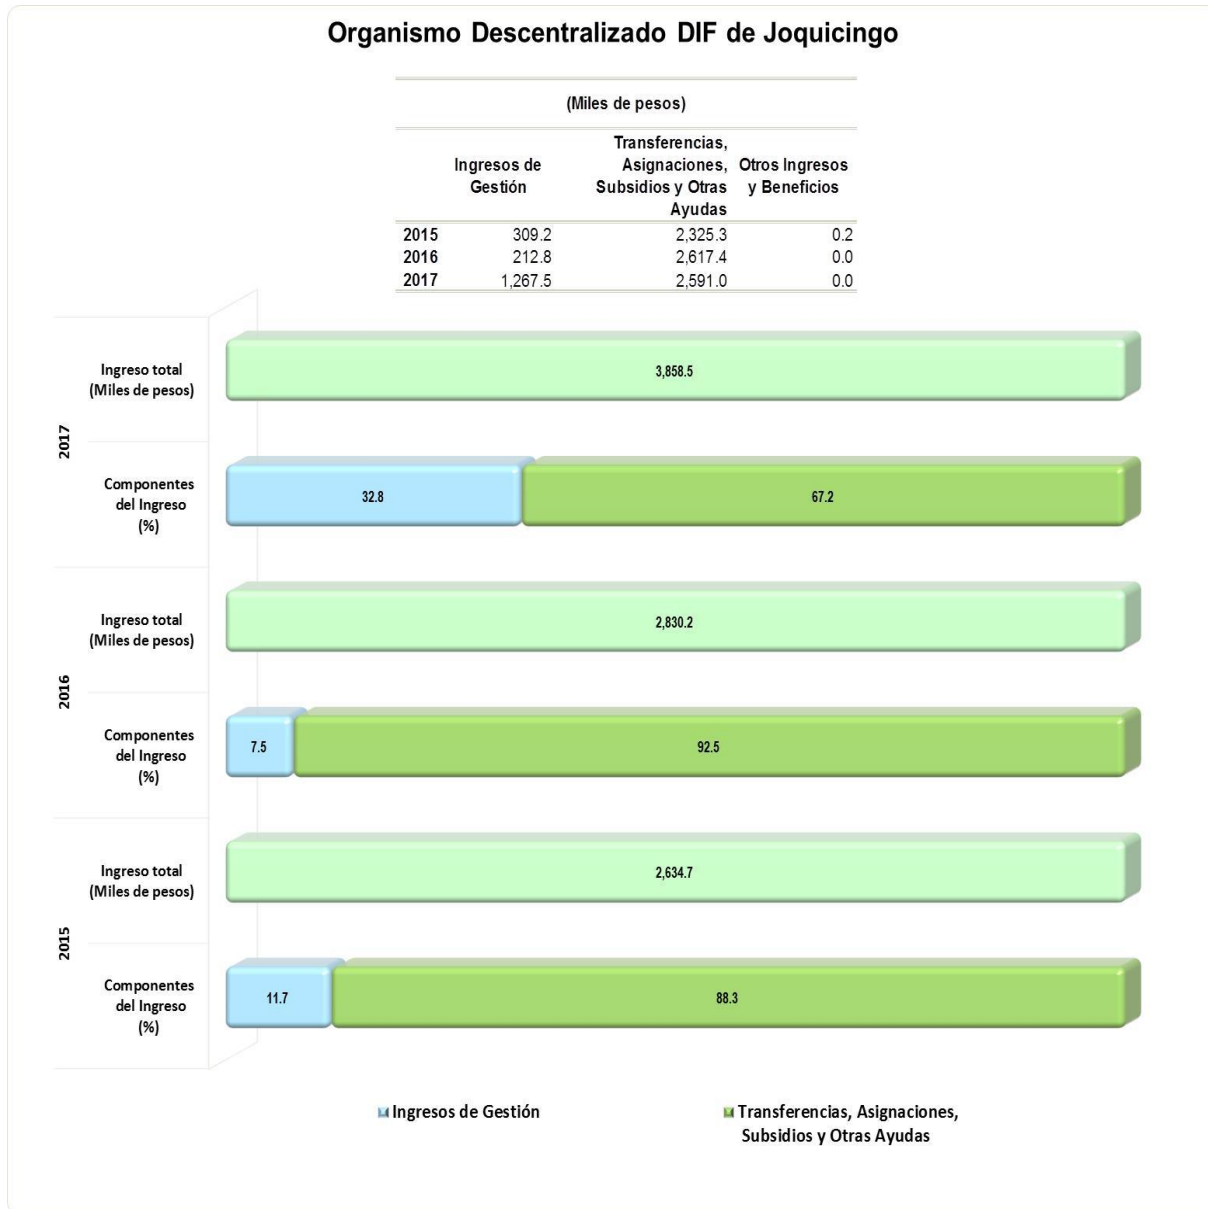 Organismo Descentralizado DIF de Joquicingo
(Miles de pesos)
Ingresos de
Gestión
Transferencias,
Asignaciones,
Subsidios y Otras
Ayudas
Otros Ingresos
y Beneficios
2015 309.2 2,325.3 0.2
2016 212.8 2,617.4 0.0
2017 1,267.5 2,591.0 0.0
2017
Ingreso total
(Miles de pesos)
3,858.5
Componentes
del Ingreso
(%)
32.8 67.2
2016
Ingreso total
(Miles de pesos)
2,830.2
Componentes
del Ingreso
(%)
7.5 92.5
2015
Ingreso total
(Miles de pesos)
2,634.7
Componentes
del Ingreso
(%)
11.7 88.3
Ingresos de Gestión
Transferencias, Asignaciones,
Subsidios y Otras Ayudas